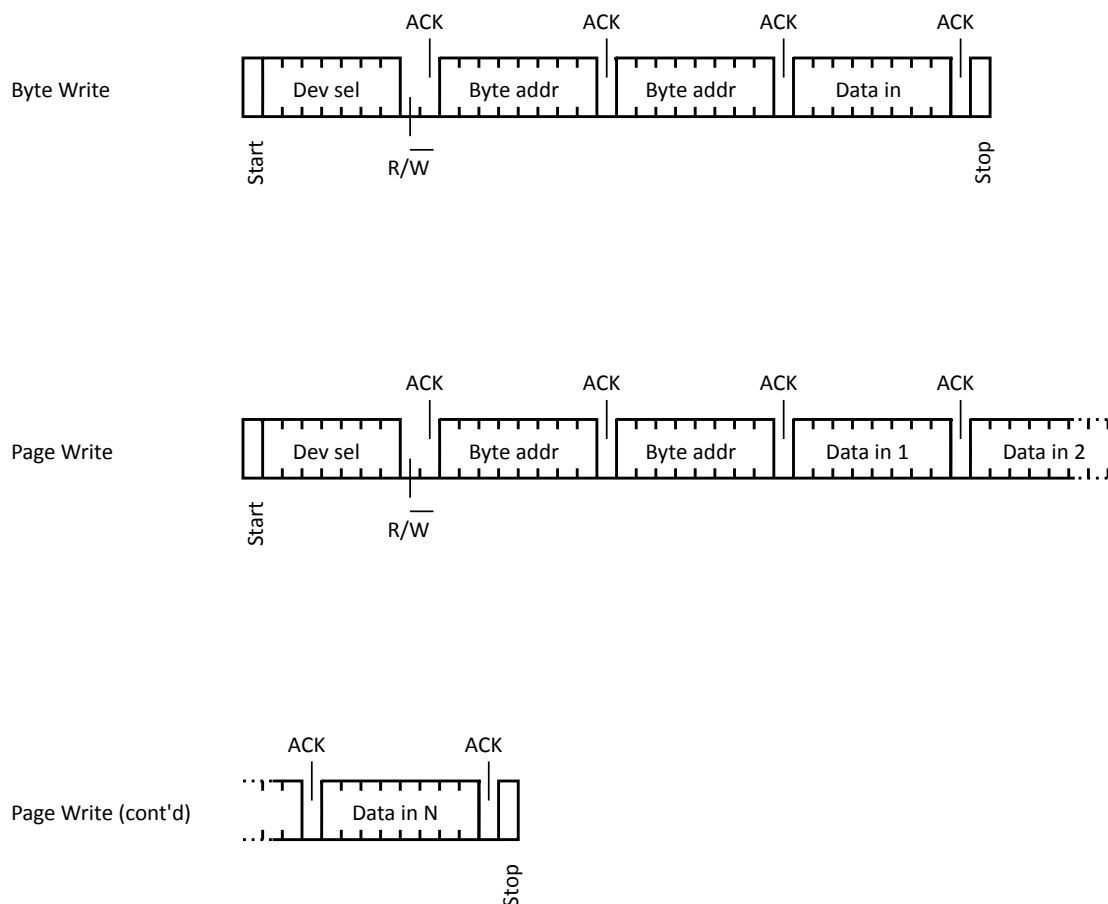 ACK ACK ACK ACK
Byte Write Dev sel Byte addr Byte addr Data in
Start R/W̅ Stop
ACK ACK ACK ACK
Page Write Dev sel Byte addr Byte addr Data in 1 Data in 2
Start R/W̅
ACK ACK
Page Write (cont'd) Data in N
Stop